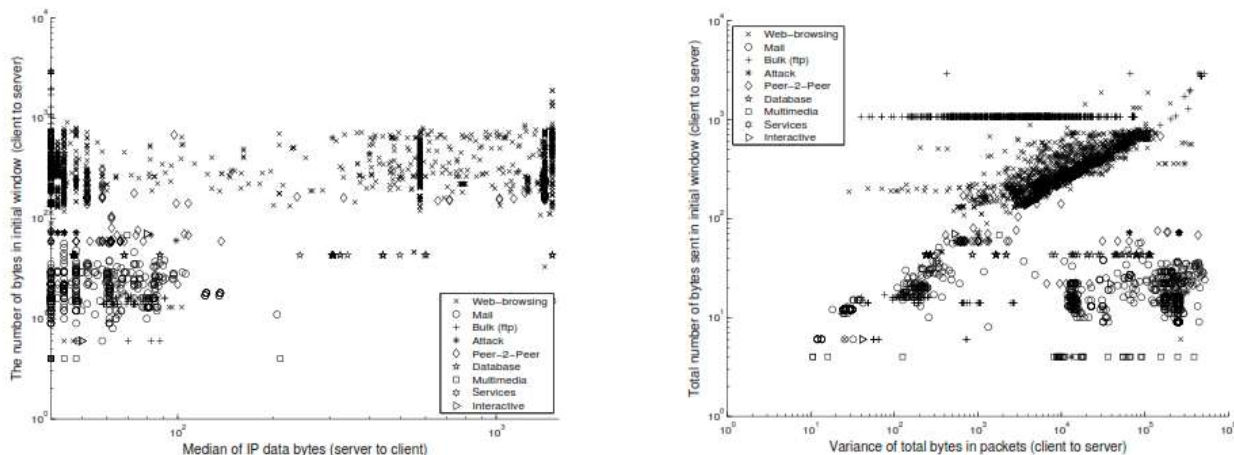 The number of bytes in initial window (client to server)
10^4
10^3
10^2
10^1
10^0
10^2
10^3
Median of IP data bytes (server to client)
Web-browsing
Mail
Bulk (ftp)
Attack
Peer-2-Peer
Database
Multimedia
Services
Interactive
Total number of bytes sent in initial window (client to server)
10^4
10^3
10^2
10^1
10^0
10^0
10^1
10^2
10^3
10^4
10^5
10^6
Variance of total bytes in packets (client to server)
Web-browsing
Mail
Bulk (ftp)
Attack
Peer-2-Peer
Database
Multimedia
Services
Interactive